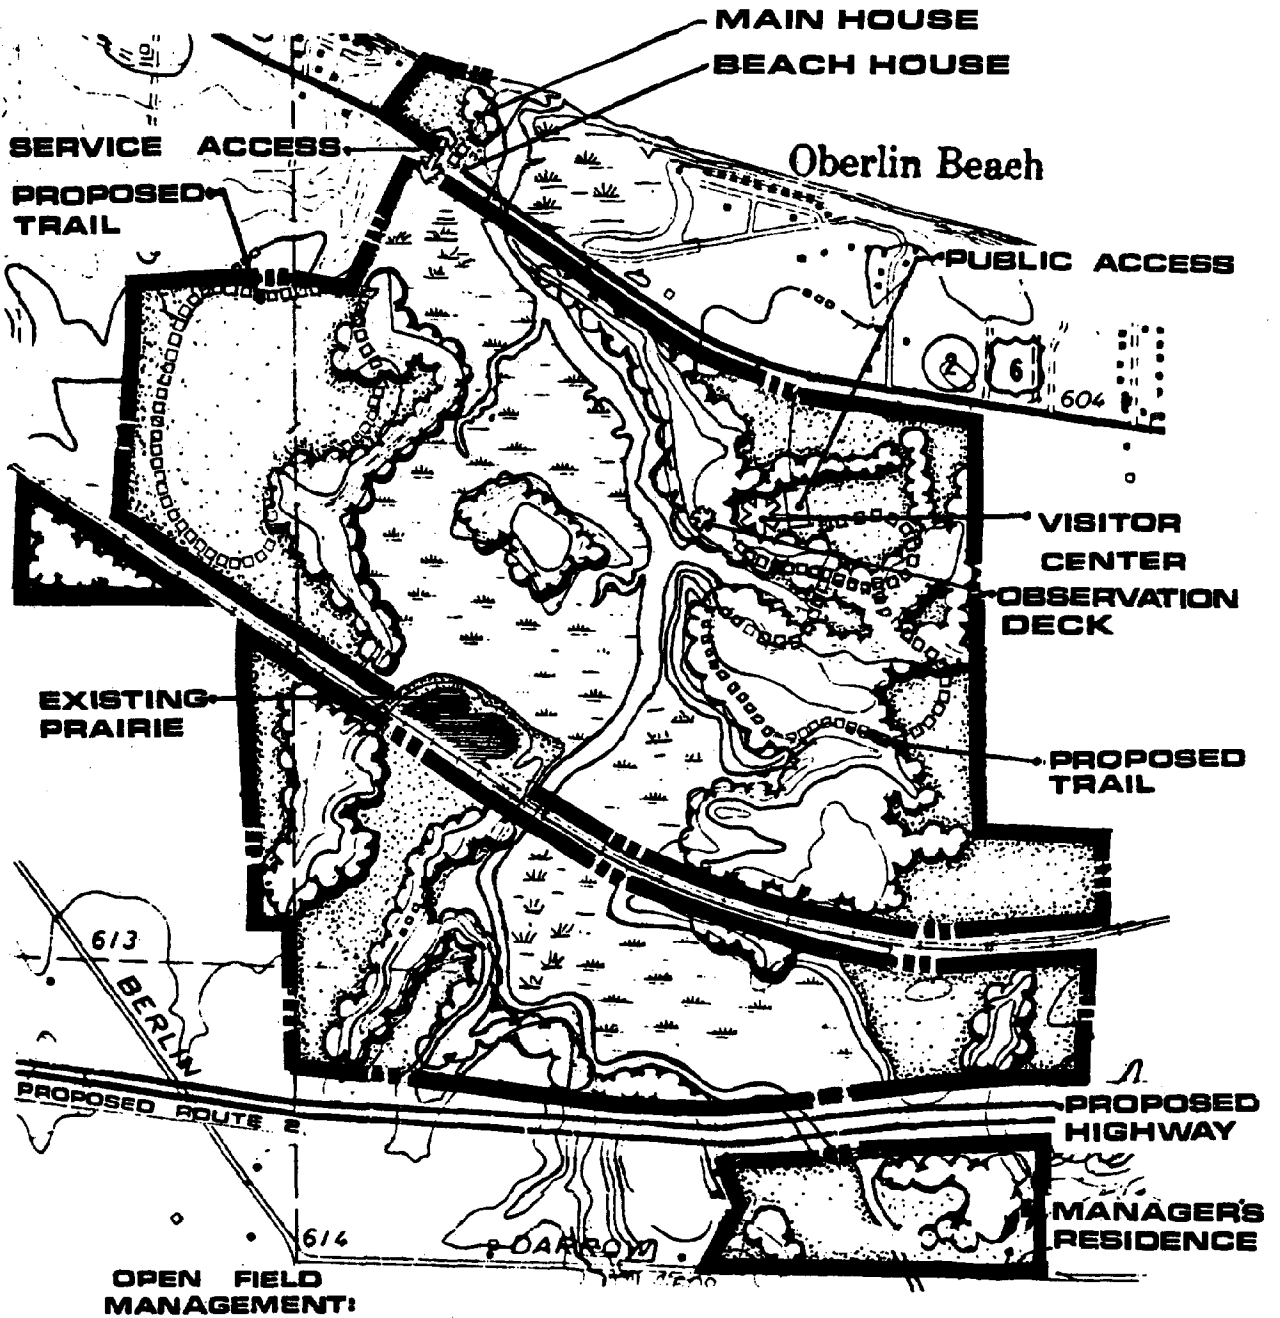 MAIN HOUSE
BEACH HOUSE
SERVICE ACCESS
Oberlin Beach
PROPOSED
TRAIL
PUBLIC ACCESS
2
6
604
VISITOR
CENTER
OBSERVATION
DECK
EXISTING
PRAIRIE
PROPOSED
TRAIL
613
BERLIN
PROPOSED ROUTE 2
PROPOSED
HIGHWAY
MANAGER'S
RESIDENCE
614
DARROW
OPEN FIELD
MANAGEMENT: